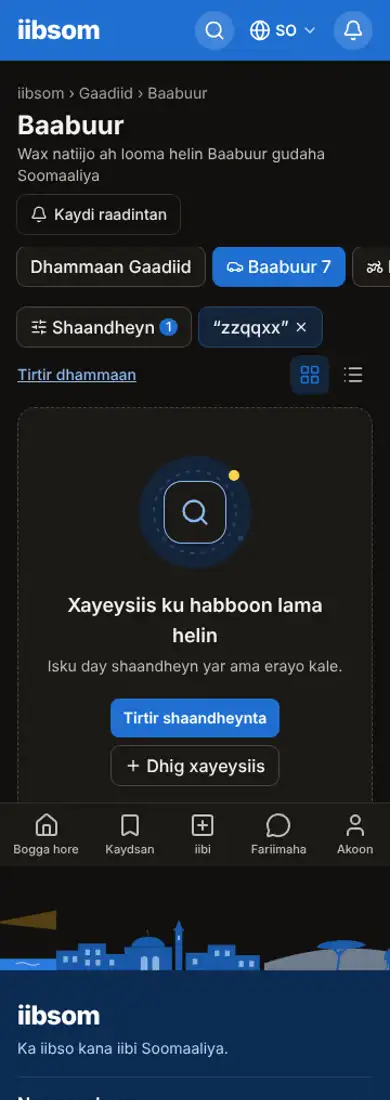 iibsom
SO
iibsom › Gaadiid › Baabuur
Baabuur
Wax natiijo ah looma helin Baabuur gudaha
Soomaaliya
Kaydi raadintan
Dhammaan Gaadiid
Baabuur 7
Shaandheyn 1
“zzqqxx” ×
Tirtir dhammaan
Xayeysiis ku habboon lama
helin
Isku day shaandheyn yar ama erayo kale.
Tirtir shaandheynta
+ Dhig xayeysiis
Bogga hore
Kaydsan
iibi
Fariimaha
Akoon
iibsom
Ka iibso kana iibi Soomaaliya.